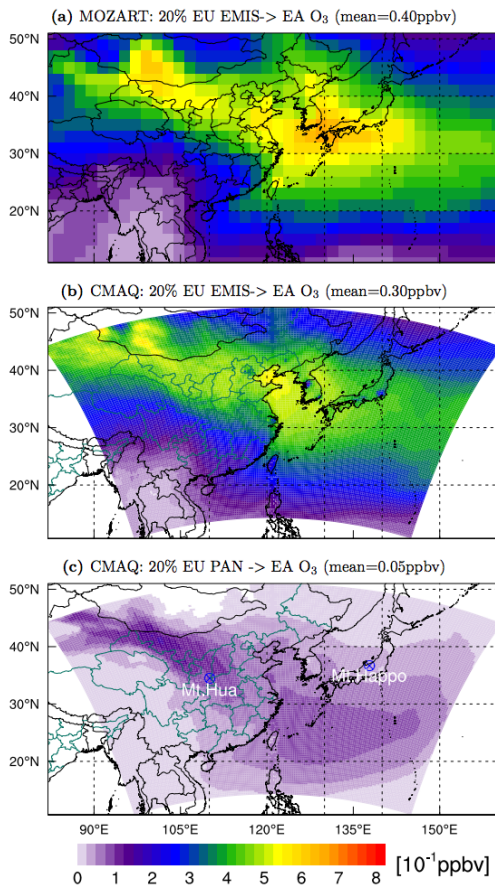 (a) MOZART: 20% EU EMIS-> EA O₃ (mean=0.40ppbv)
50°N
40°N
30°N
20°N
(b) CMAQ: 20% EU EMIS-> EA O₃ (mean=0.30ppbv)
50°N
40°N
30°N
20°N
(c) CMAQ: 20% EU PAN -> EA O₃ (mean=0.05ppbv)
50°N
40°N
Mt.Hua
Mt.Happo
30°N
20°N
90°E 105°E 120°E 135°E 150°E
0 1 2 3 4 5 6 7 8 [10⁻¹ppbv]